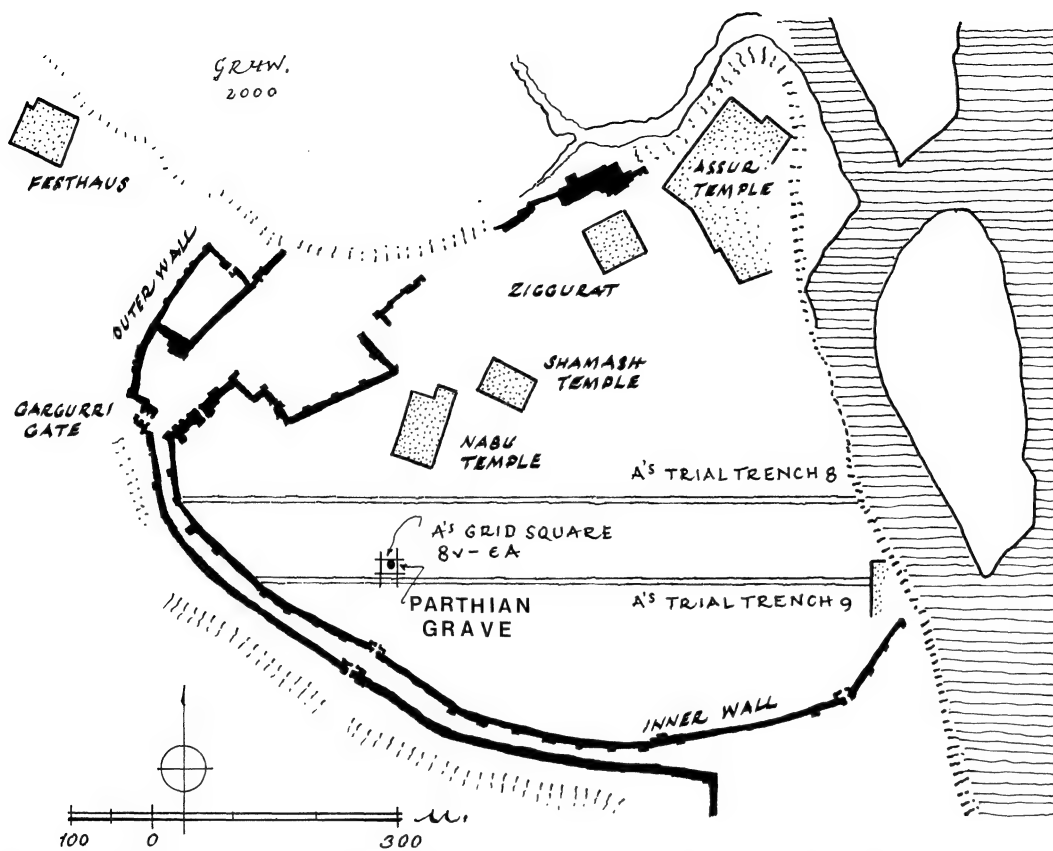 GRHW.
2000
FESTHAUS
ASSUR
TEMPLE
OUTER WALL
ZIGGURAT
SHAMASH
TEMPLE
GARGURRI
GATE
NABU
TEMPLE
A'S TRIAL TRENCH 8
A'S GRID SQUARE
8V - EA
PARTHIAN
GRAVE
A'S TRIAL TRENCH 9
INNER WALL
100 0 300 M.